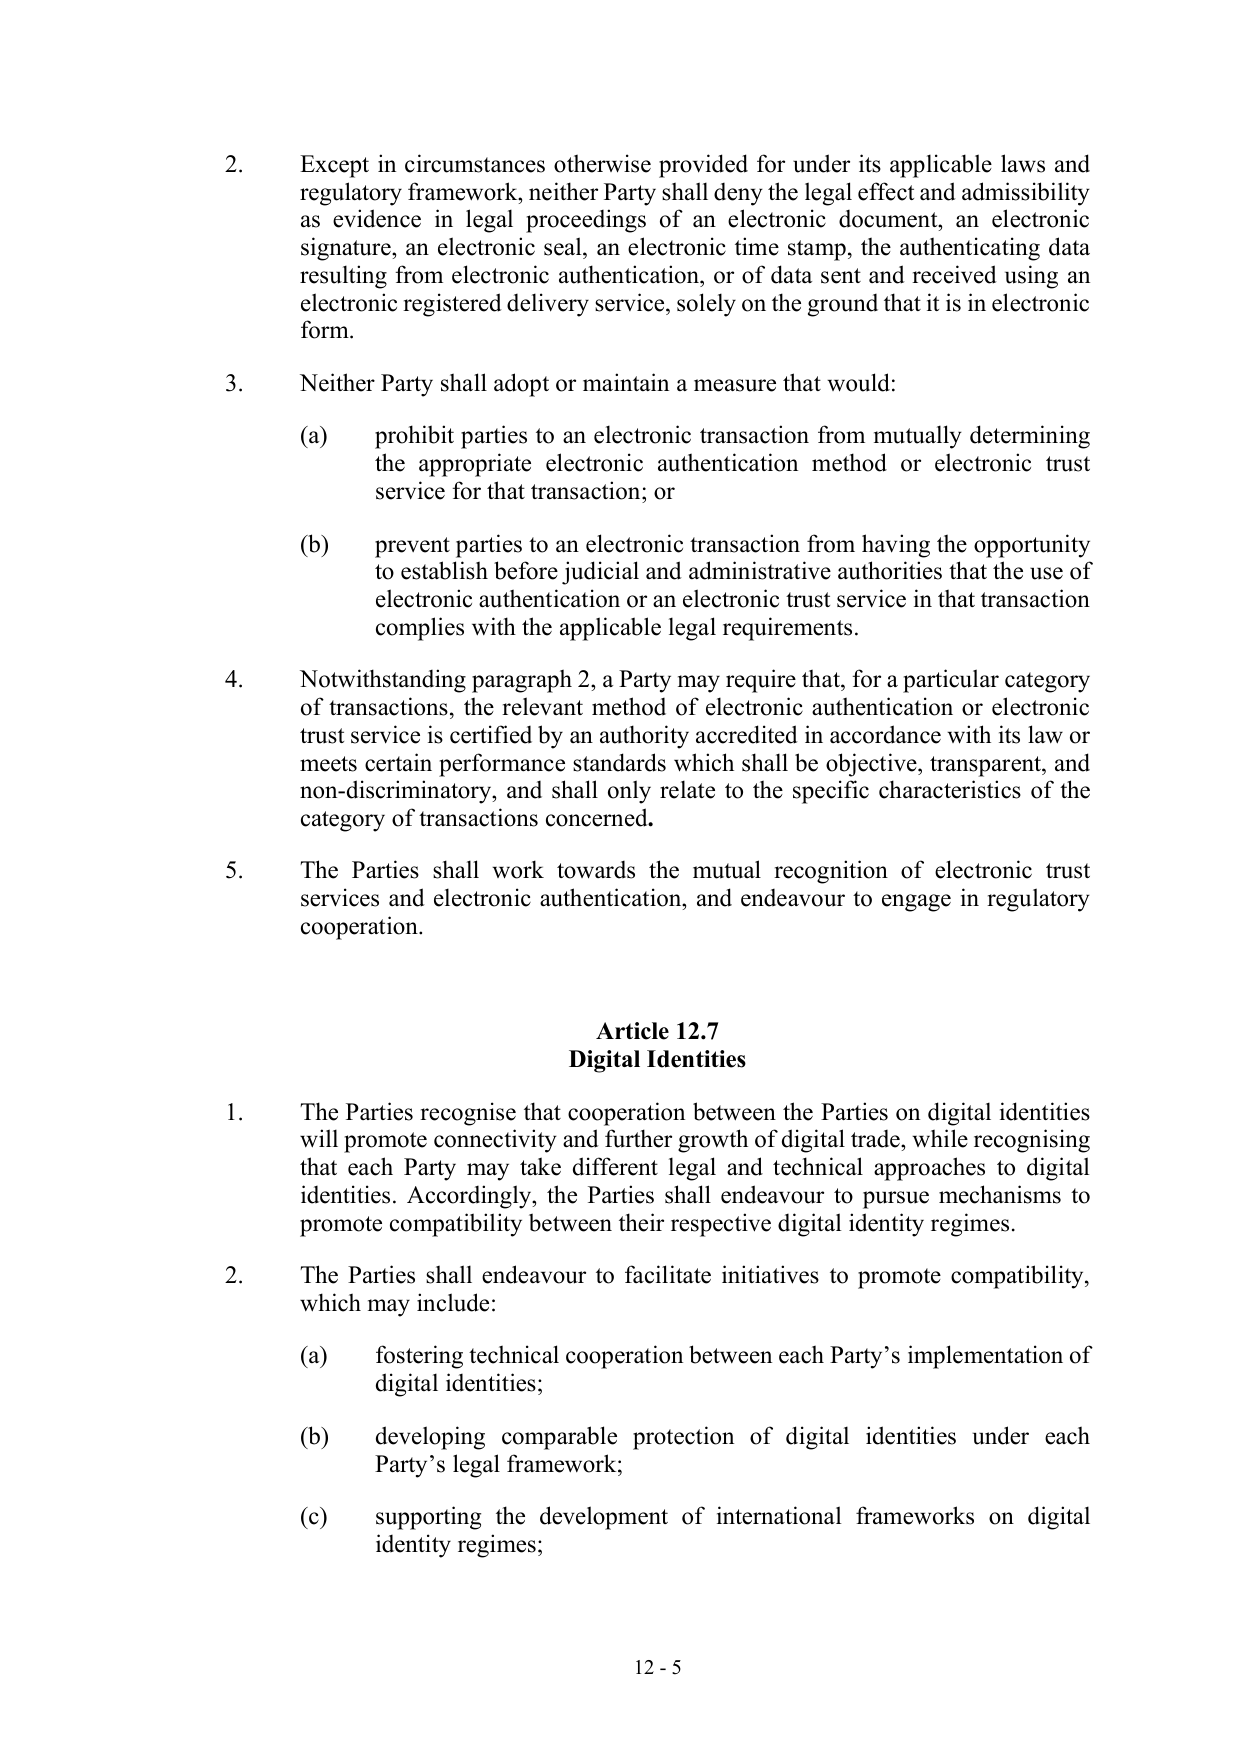 2. Except in circumstances otherwise provided for under its applicable laws and
regulatory framework, neither Party shall deny the legal effect and admissibility
as evidence in legal proceedings of an electronic document, an electronic
signature, an electronic seal, an electronic time stamp, the authenticating data
resulting from electronic authentication, or of data sent and received using an
electronic registered delivery service, solely on the ground that it is in electronic
form.
3. Neither Party shall adopt or maintain a measure that would:
(a) prohibit parties to an electronic transaction from mutually determining
the appropriate electronic authentication method or electronic trust
service for that transaction; or
(b) prevent parties to an electronic transaction from having the opportunity
to establish before judicial and administrative authorities that the use of
electronic authentication or an electronic trust service in that transaction
complies with the applicable legal requirements.
4. Notwithstanding paragraph 2, a Party may require that, for a particular category
of transactions, the relevant method of electronic authentication or electronic
trust service is certified by an authority accredited in accordance with its law or
meets certain performance standards which shall be objective, transparent, and
non-discriminatory, and shall only relate to the specific characteristics of the
category of transactions concerned.
5. The Parties shall work towards the mutual recognition of electronic trust
services and electronic authentication, and endeavour to engage in regulatory
cooperation.
Article 12.7
Digital Identities
1. The Parties recognise that cooperation between the Parties on digital identities
will promote connectivity and further growth of digital trade, while recognising
that each Party may take different legal and technical approaches to digital
identities. Accordingly, the Parties shall endeavour to pursue mechanisms to
promote compatibility between their respective digital identity regimes.
2. The Parties shall endeavour to facilitate initiatives to promote compatibility,
which may include:
(a) fostering technical cooperation between each Party’s implementation of
digital identities;
(b) developing comparable protection of digital identities under each
Party’s legal framework;
(c) supporting the development of international frameworks on digital
identity regimes;
12 - 5